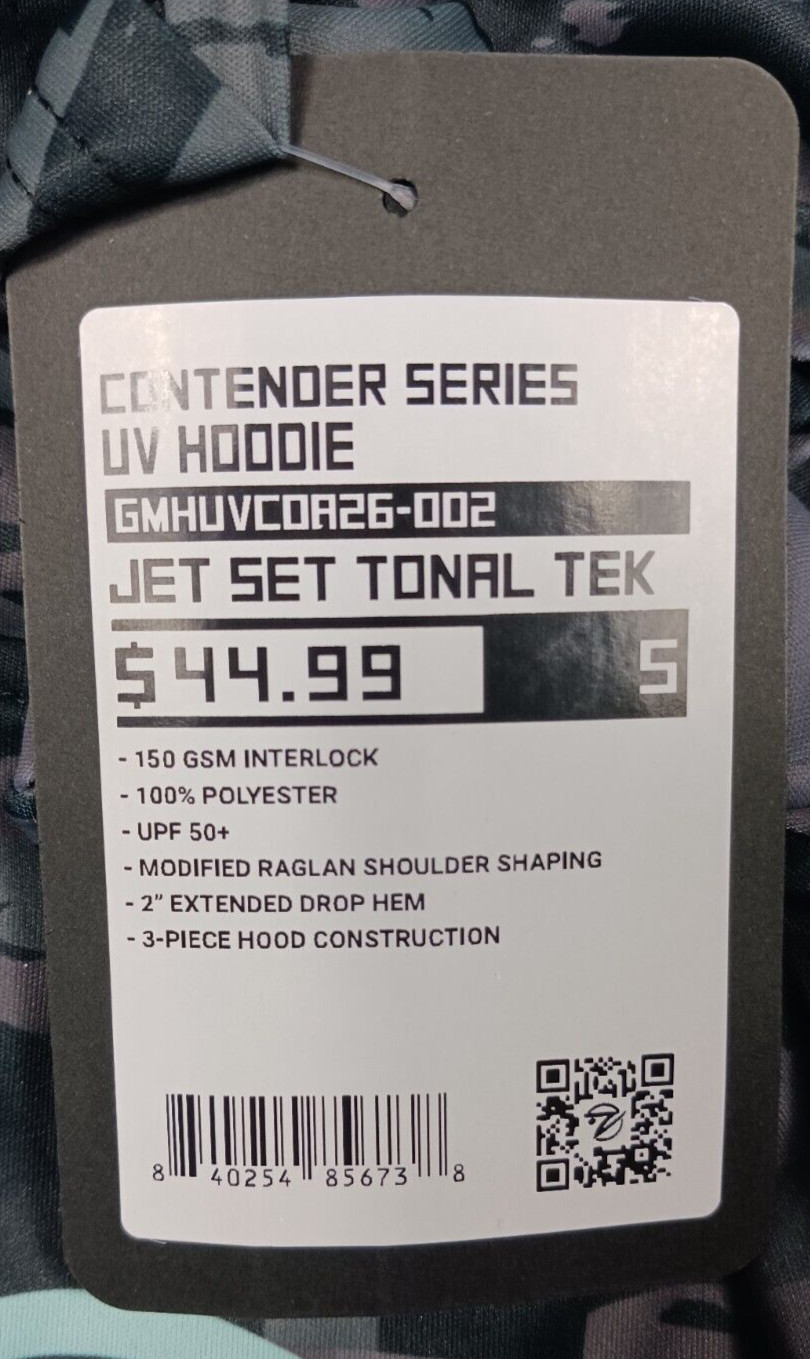 CONTENDER SERIES
UV HOODIE
GMHUVCOA26-002
JET SET TONAL TEK
$44.99 S
- 150 GSM INTERLOCK
- 100% POLYESTER
- UPF 50+
- MODIFIED RAGLAN SHOULDER SHAPING
- 2” EXTENDED DROP HEM
- 3-PIECE HOOD CONSTRUCTION
8 40254 85673 8